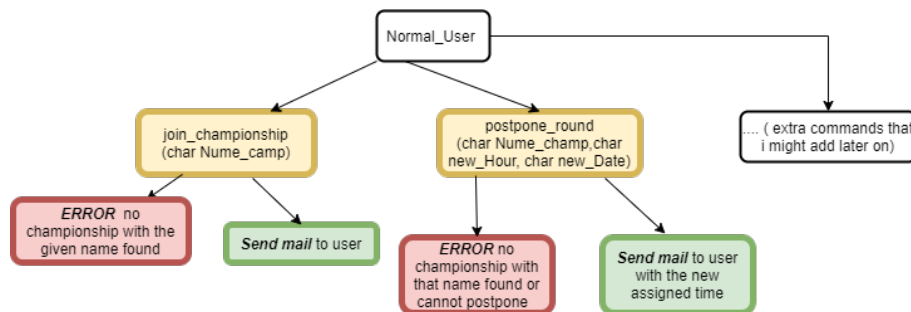 Normal_User
join_championship
(char Nume_camp)
postpone_round
(char Nume_champ,char
new_Hour, char new_Date)
.... ( extra commands that
i might add later on)
ERROR no
championship with the
given name found
Send mail to user
ERROR no
championship with
that name found or
cannot postpone
Send mail to user
with the new
assigned time